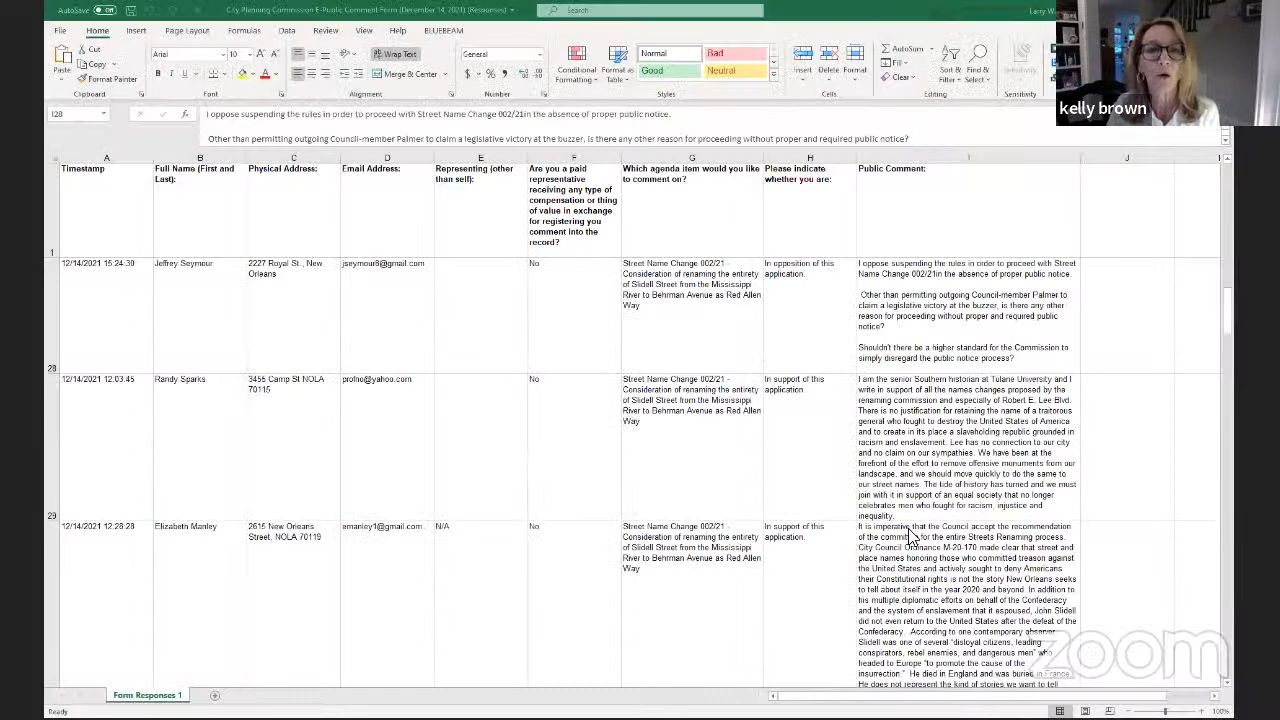 AutoSave Off
City Planning Commission E-Public Comment Form (December 14, 2021) (Responses)
Search
Larry W
File Home Insert Page Layout Formulas Data Review View Help BLUEBEAM
Paste
Cut
Copy
Format Painter
Clipboard
Arial 10
B I U
Font
Wrap Text
Merge & Center
Alignment
General
$ % ,
Number
Conditional Formatting
Format as Table
Normal Bad
Good Neutral
Styles
Insert Delete Format
Cells
AutoSum
Fill
Clear
Sort & Filter
Find & Select
Editing
Sensitivity
Sensitivity
kelly brown
I28
fx
I oppose suspending the rules in order to proceed with Street Name Change 002/21in the absence of proper public notice.
Other than permitting outgoing Council-member Palmer to claim a legislative victory at the buzzer, is there any other reason for proceeding without proper and required public notice?
A B C D E F G H I J
Timestamp
Full Name (First and
Last):
Physical Address:
Email Address:
Representing (other
than self):
Are you a paid
representative
receiving any type of
compensation or thing
of value in exchange
for registering you
comment into the
record?
Which agenda item would you like
to comment on?
Please indicate
whether you are:
Public Comment:
1
12/14/2021 15:24:30
Jeffrey Seymour
2227 Royal St., New
Orleans
jseymour6@gmail.com
No
Street Name Change 002/21 -
Consideration of renaming the entirety
of Slidell Street from the Mississippi
River to Behrman Avenue as Red Allen
Way
In opposition of this
application.
I oppose suspending the rules in order to proceed with Street
Name Change 002/21in the absence of proper public notice.
Other than permitting outgoing Council-member Palmer to
claim a legislative victory at the buzzer, is there any other
reason for proceeding without proper and required public
notice?
Shouldn't there be a higher standard for the Commission to
simply disregard the public notice process?
28
12/14/2021 12:03:45
Randy Sparks
3455 Camp St NOLA
70115
profno@yahoo.com
No
Street Name Change 002/21 -
Consideration of renaming the entirety
of Slidell Street from the Mississippi
River to Behrman Avenue as Red Allen
Way
In support of this
application.
I am the senior Southern historian at Tulane University and I
write in support of all the names changes proposed by the
renaming commission and especially of Robert E. Lee Blvd.
There is no justification for retaining the name of a traitorous
general who fought to destroy the United States of America
and to create in its place a slaveholding republic grounded in
racism and enslavement. Lee has no connection to our city
and no claim on our sympathies. We have been at the
forefront of the effort to remove offensive monuments from our
landscape, and we should move quickly to do the same to
our street names. The tide of history has turned and we must
join with it in support of an equal society that no longer
celebrates men who fought for racism, injustice and
inequality.
29
12/14/2021 12:28:28
Elizabeth Manley
2615 New Orleans
Street, NOLA 70119
emanley1@gmail.com
N/A
No
Street Name Change 002/21 -
Consideration of renaming the entirety
of Slidell Street from the Mississippi
River to Behrman Avenue as Red Allen
Way
In support of this
application.
It is imperative that the Council accept the recommendation
of the committee for the entire Streets Renaming process.
City Council Ordinance M-20-170 made clear that street and
place names honoring those who committed treason against
the United States and actively sought to deny Americans
their Constitutional rights is not the story New Orleans seeks
to tell about itself in the year 2020 and beyond. In addition to
his multiple diplomatic efforts on behalf of the Confederacy
and the system of enslavement that it espoused, John Slidell
did not even return to the United States after the defeat of the
Confederacy. According to one contemporary observer
Slidell was one of several "disloyal citizens, leading
conspirators, rebel enemies, and dangerous men" who
headed to Europe "to promote the cause of the
insurrection." He died in England and was buried in France.
He does not represent the kind of stories we want to tell
zoom
Form Responses 1
Ready
100%